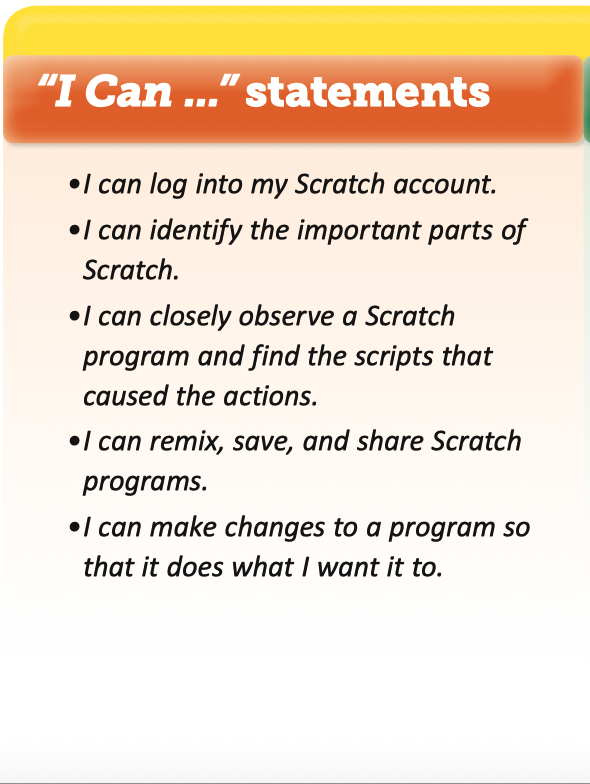 “I Can ...” statements
•I can log into my Scratch account.
•I can identify the important parts of
Scratch.
•I can closely observe a Scratch
program and find the scripts that
caused the actions.
•I can remix, save, and share Scratch
programs.
•I can make changes to a program so
that it does what I want it to.